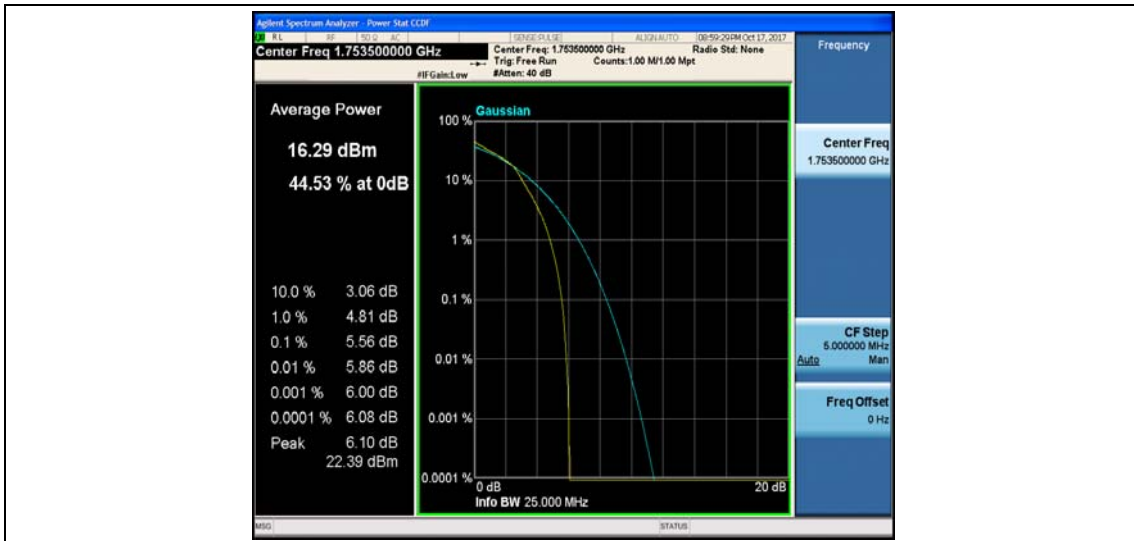 Agilent Spectrum Analyzer - Power Stat CCDF
RL RF 50 Ω AC SENSE:PULSE ALIGN AUTO 08:59:29 PM Oct 17, 2017
Center Freq 1.753500000 GHz
Center Freq: 1.753500000 GHz Radio Std: None
Trig: Free Run Counts:1.00 M/1.00 Mpt
#IFGain:Low #Atten: 40 dB
Average Power
16.29 dBm
44.53 % at 0dB
10.0 % 3.06 dB
1.0 % 4.81 dB
0.1 % 5.56 dB
0.01 % 5.86 dB
0.001 % 6.00 dB
0.0001 % 6.08 dB
Peak 6.10 dB
22.39 dBm
Gaussian
100 %
10 %
1 %
0.1 %
0.01 %
0.001 %
0.0001 %
0 dB 20 dB
Info BW 25.000 MHz
Frequency
Center Freq
1.753500000 GHz
CF Step
5.000000 MHz
Auto Man
Freq Offset
0 Hz
MSG STATUS